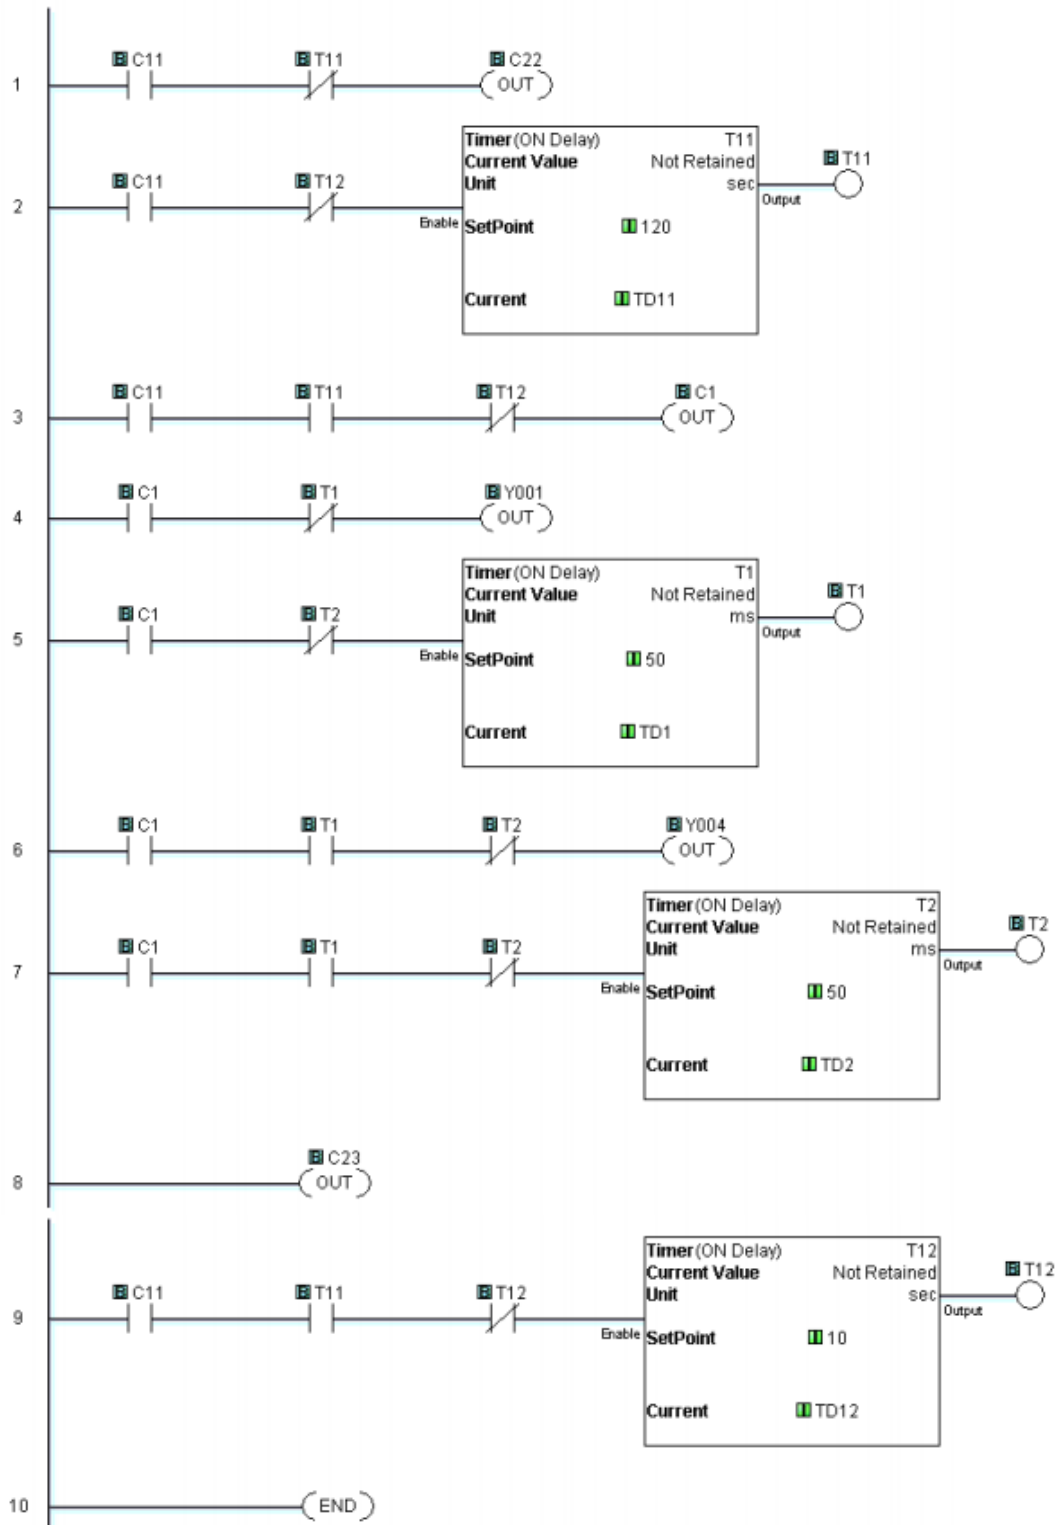 C11 T11 C22
1 OUT
Timer(ON Delay) T11
Current Value Not Retained T11
C11 T12 Unit sec
2 Output
Enable SetPoint 120
Current TD11
C11 T11 T12 C1
3 OUT
C1 T1 Y001
4 OUT
Timer(ON Delay) T1
Current Value Not Retained T1
C1 T2 Unit ms
5 Output
Enable SetPoint 50
Current TD1
C1 T1 T2 Y004
6 OUT
Timer(ON Delay) T2
Current Value Not Retained T2
C1 T1 T2 Unit ms
7 Output
Enable SetPoint 50
Current TD2
C23
8 OUT
Timer(ON Delay) T12
Current Value Not Retained T12
C11 T11 T12 Unit sec
9 Output
Enable SetPoint 10
Current TD12
10 END